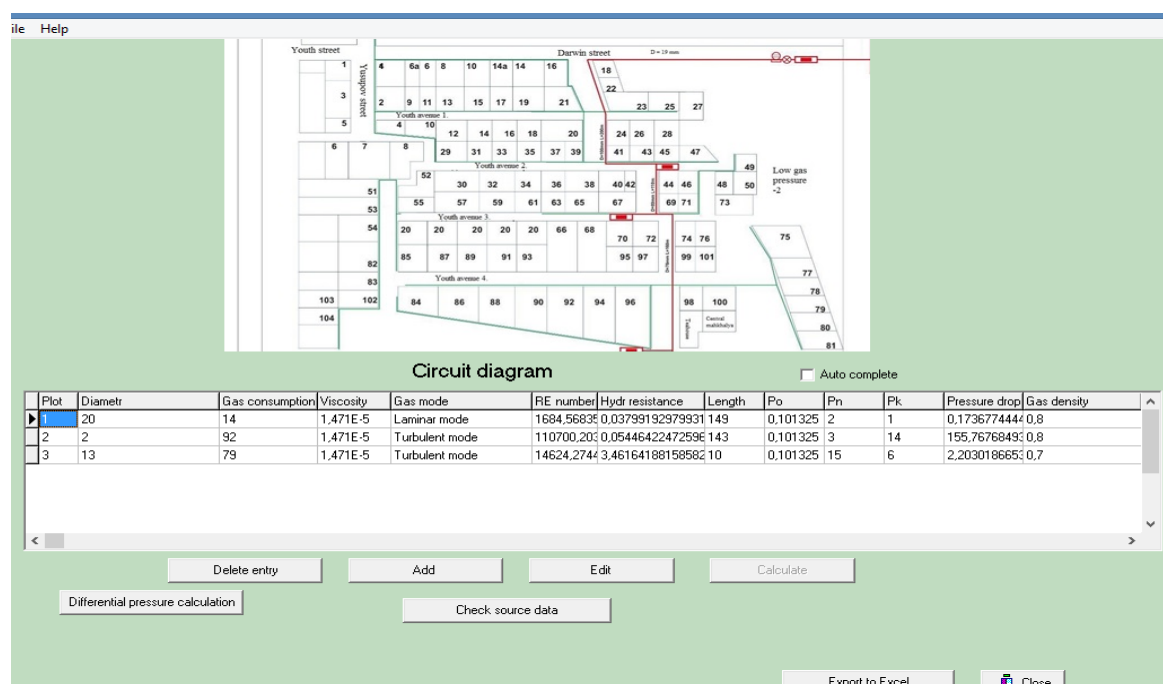 ile Help
Youth street
Darwin street D = 19 mm
Yusupov street
1 4 6a 6 8 10 14a 14 16 18
22
3 2 9 11 13 15 17 19 21 23 25 27
Youth avenue 1.
5 4 10 12 14 16 18 20 24 26 28
6 7 8 29 31 33 35 37 39 41 43 45 47
Youth avenue 2.
49
Low gas
pressure
-2
52 30 32 34 36 38 40 42 44 46 48 50
51
53 55 57 59 61 63 65 67 69 71 73
Youth avenue 3.
54 20 20 20 20 20 66 68 70 72 74 76 75
82 85 87 89 91 93 95 97 99 101 77
Youth avenue 4.
83 78
103 102 84 86 88 90 92 94 96 98 100 79
104 Central 80
81
Circuit diagram
Auto complete
Plot Diametr Gas consumption Viscosity Gas mode RE number Hydr resistance Length Po Pn Pk Pressure drop Gas density
1 20 14 1,471E-5 Laminar mode 1684,56835 0,03799192979931 149 0,101325 2 1 0,1736774444 0,8
2 2 92 1,471E-5 Turbulent mode 110700,203 0,05446422472598 143 0,101325 3 14 155,76768493 0,8
3 13 79 1,471E-5 Turbulent mode 14624,2744 3,46164188158582 10 0,101325 15 6 2,2030186653 0,7
Delete entry Add Edit Calculate
Differential pressure calculation Check source data
Export to Excel Close